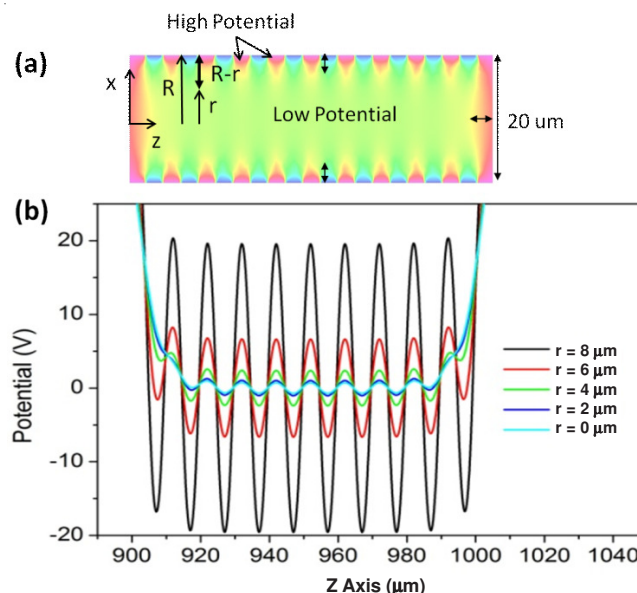 High Potential
(a)
x
R
R-r
r
z
Low Potential
20 um
(b)
20
10
0
-10
-20
Potential (V)
r = 8 μm
r = 6 μm
r = 4 μm
r = 2 μm
r = 0 μm
900 920 940 960 980 1000 1020 1040
Z Axis (μm)